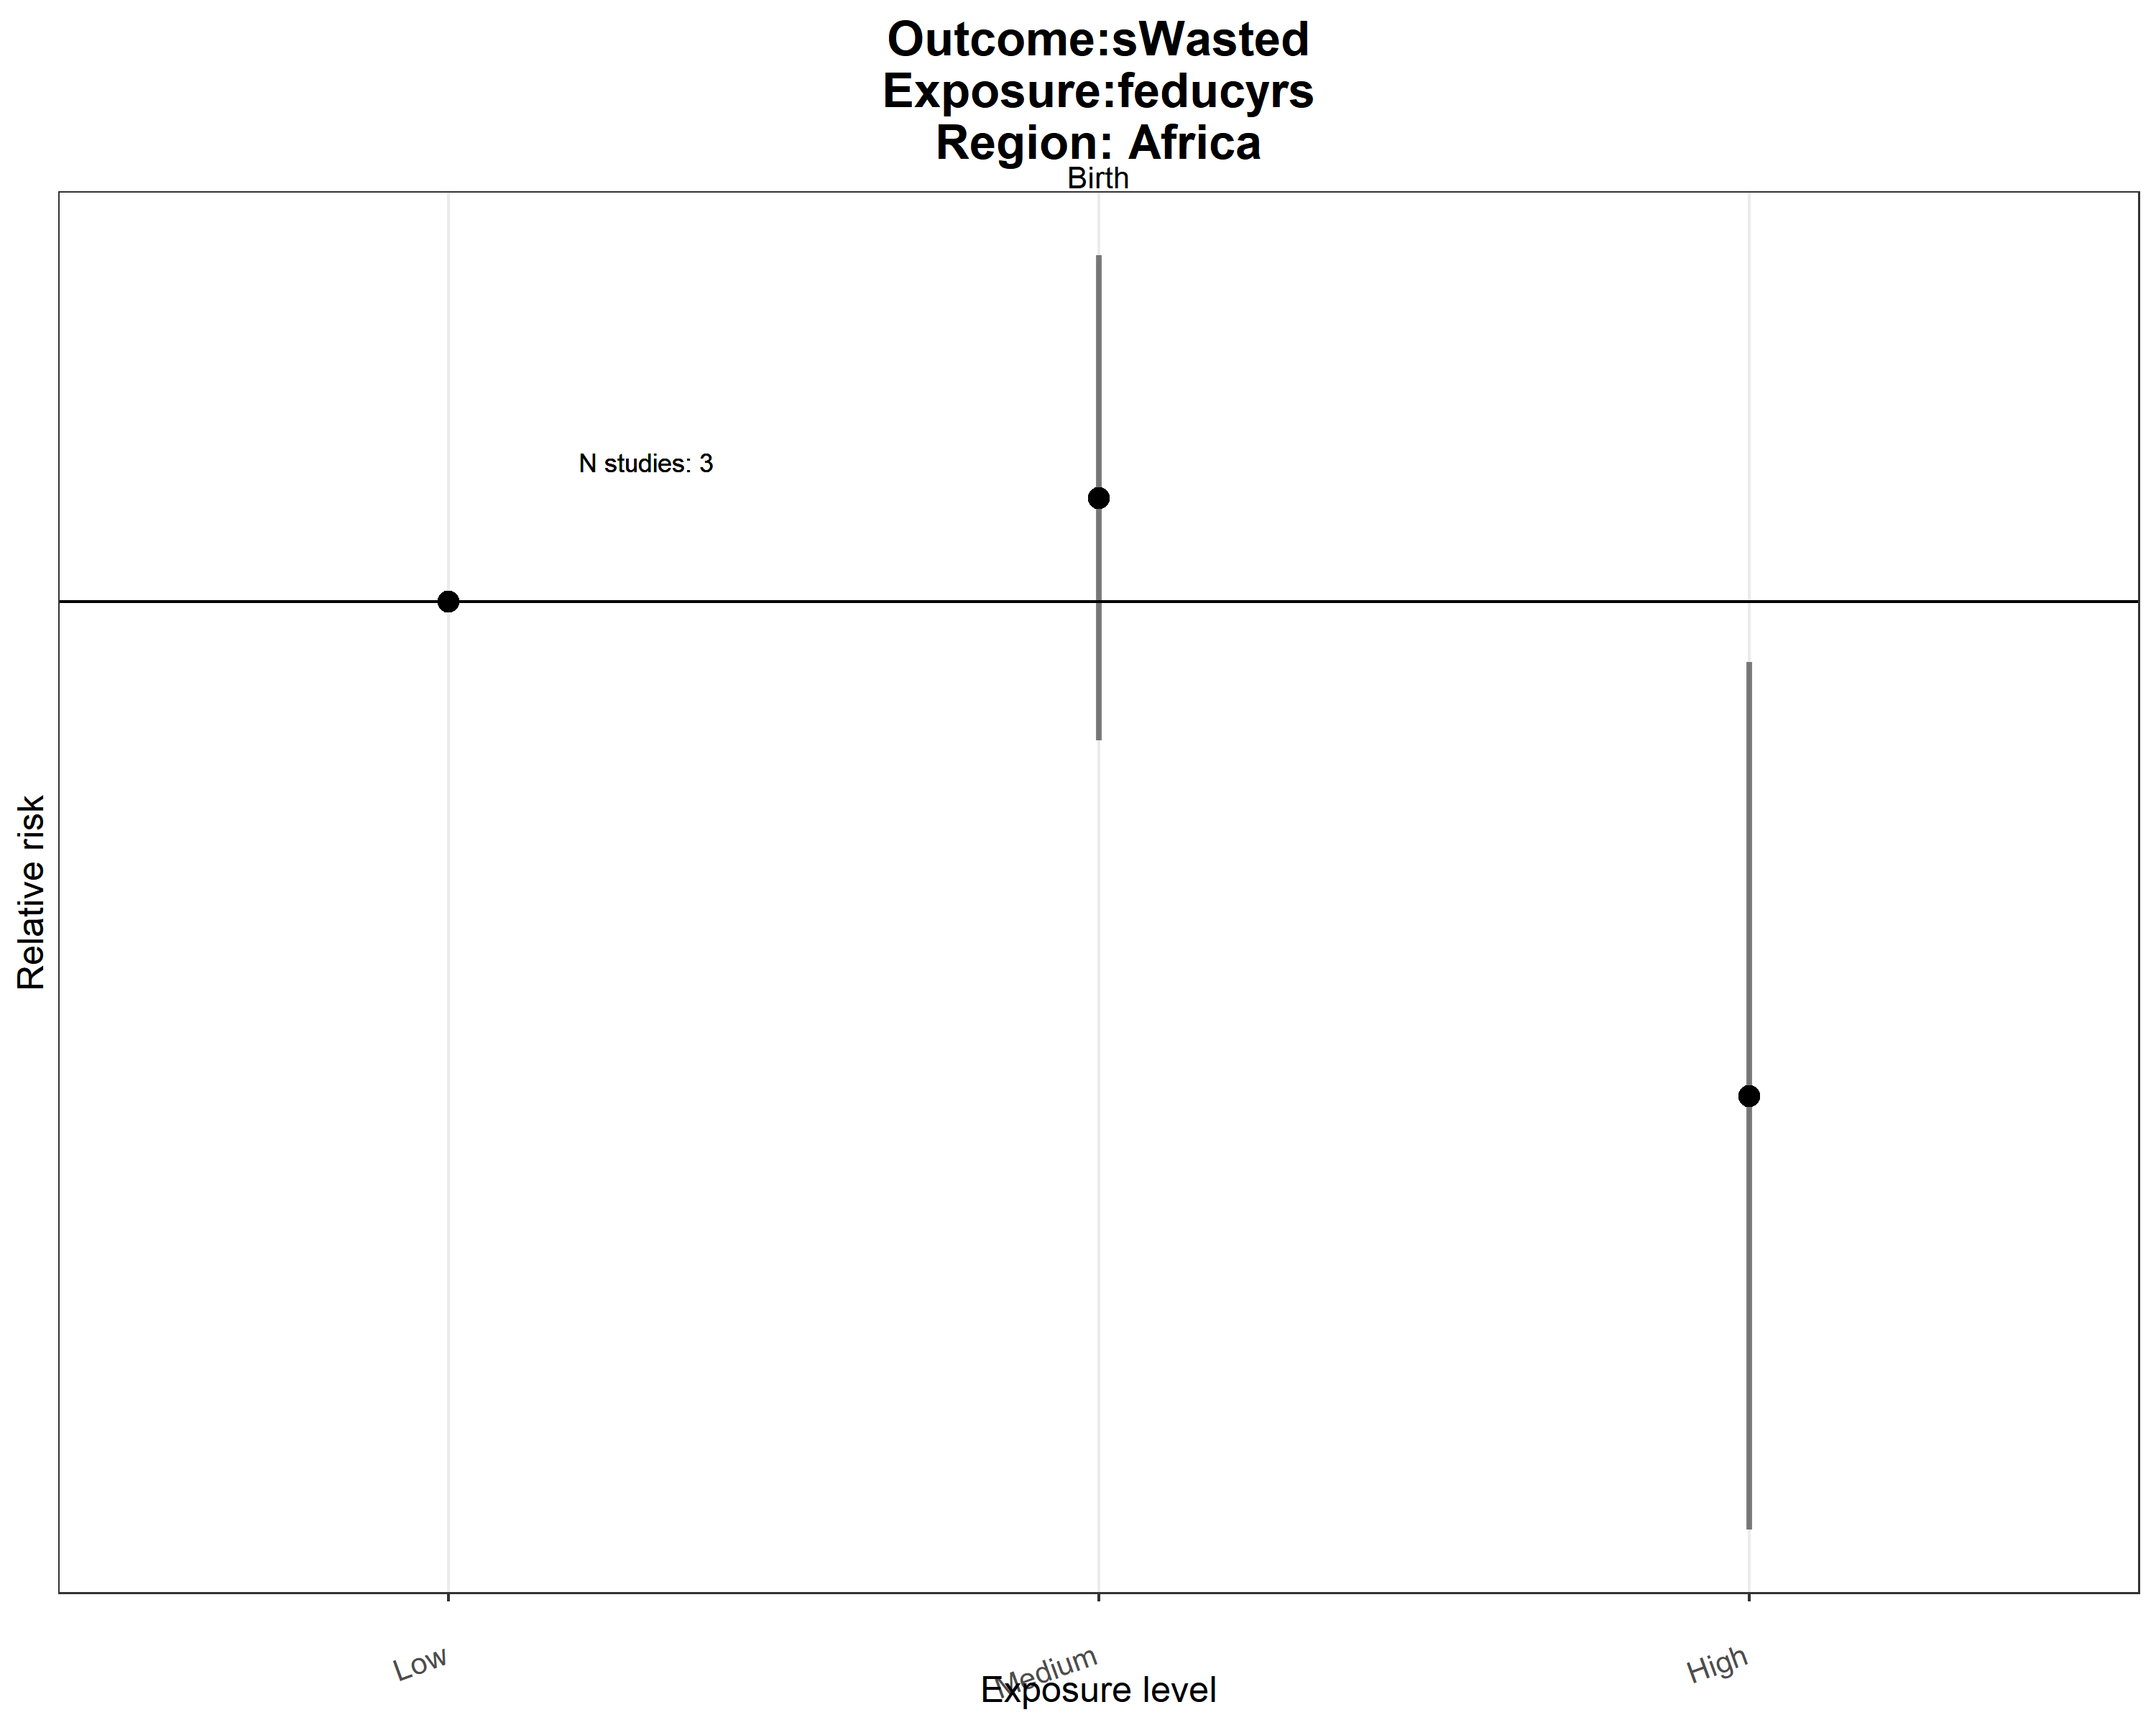 Outcome:sWasted
Exposure:feducyrs
Region: Africa
Birth
N studies: 3
Relative risk
Low
Medium
High
Exposure level